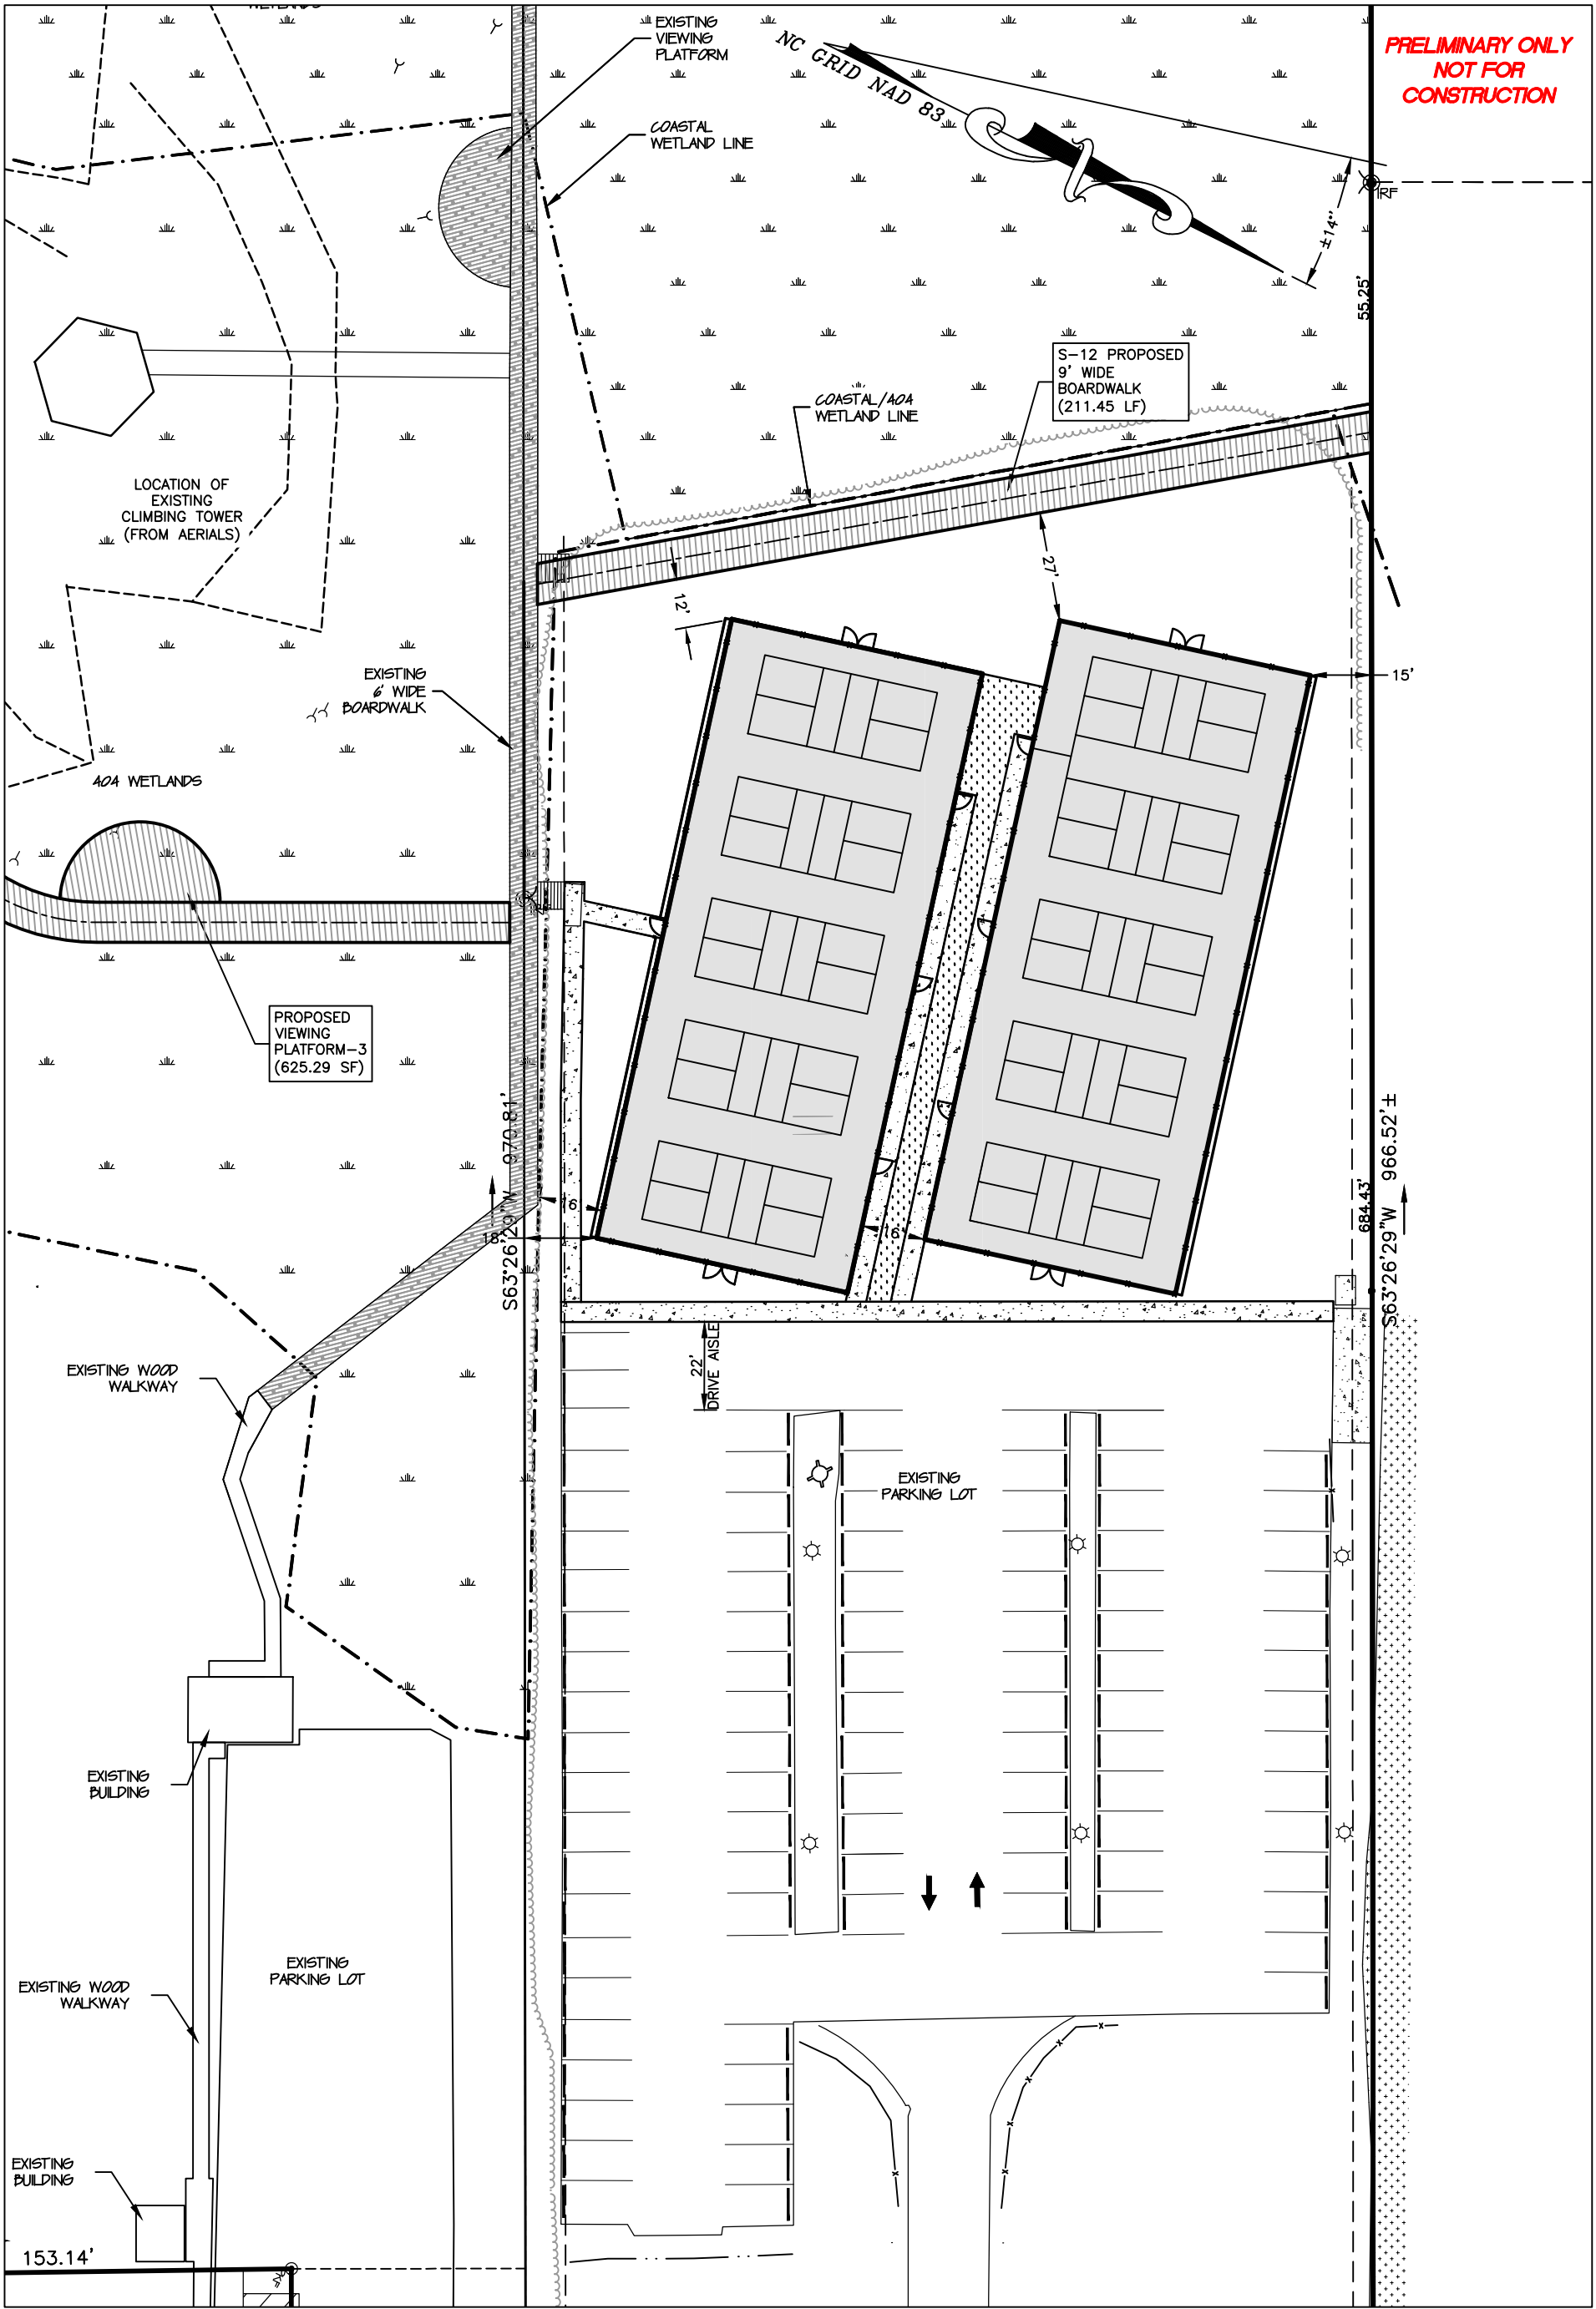 WETLANDS
EXISTING
VIEWING
PLATFORM
NC GRID NAD 83
PRELIMINARY ONLY
NOT FOR
CONSTRUCTION
COASTAL
WETLAND LINE
IRF
±14°
55.25'
S-12 PROPOSED
9' WIDE
BOARDWALK
(211.45 LF)
COASTAL/404
WETLAND LINE
LOCATION OF
EXISTING
CLIMBING TOWER
(FROM AERIALS)
27'
12'
EXISTING
6' WIDE
BOARDWALK
15'
404 WETLANDS
PROPOSED
VIEWING
PLATFORM-3
(625.29 SF)
S63°26'29"W 970.81'
S63°26'29"W 966.52'±
684.43'
16'
18'
16'
22'
DRIVE AISLE
EXISTING WOOD
WALKWAY
EXISTING
PARKING LOT
EXISTING
BUILDING
EXISTING
PARKING LOT
EXISTING WOOD
WALKWAY
EXISTING
BUILDING
153.14'